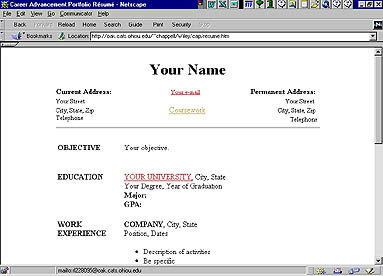 Career Advancement Portfolio Résumé - Netscape
File Edit View Go Communicator Help
Back Forward Reload Home Search Guide Print Security Stop
Bookmarks Location: http://oak.cats.ohiou.edu/~chappell/wiley/cap/resume.htm
Your Name
Current Address: Your e-mail Permanent Address:
Your Street Coursework Your Street
City, State, Zip City, State, Zip
Telephone Telephone
OBJECTIVE Your objective.
EDUCATION YOUR UNIVERSITY, City, State
Your Degree, Year of Graduation
Major:
GPA:
WORK EXPERIENCE COMPANY, City, State
Position, Dates
• Description of activities
• Be specific
mailto:rl228095@oak.cats.ohiou.edu